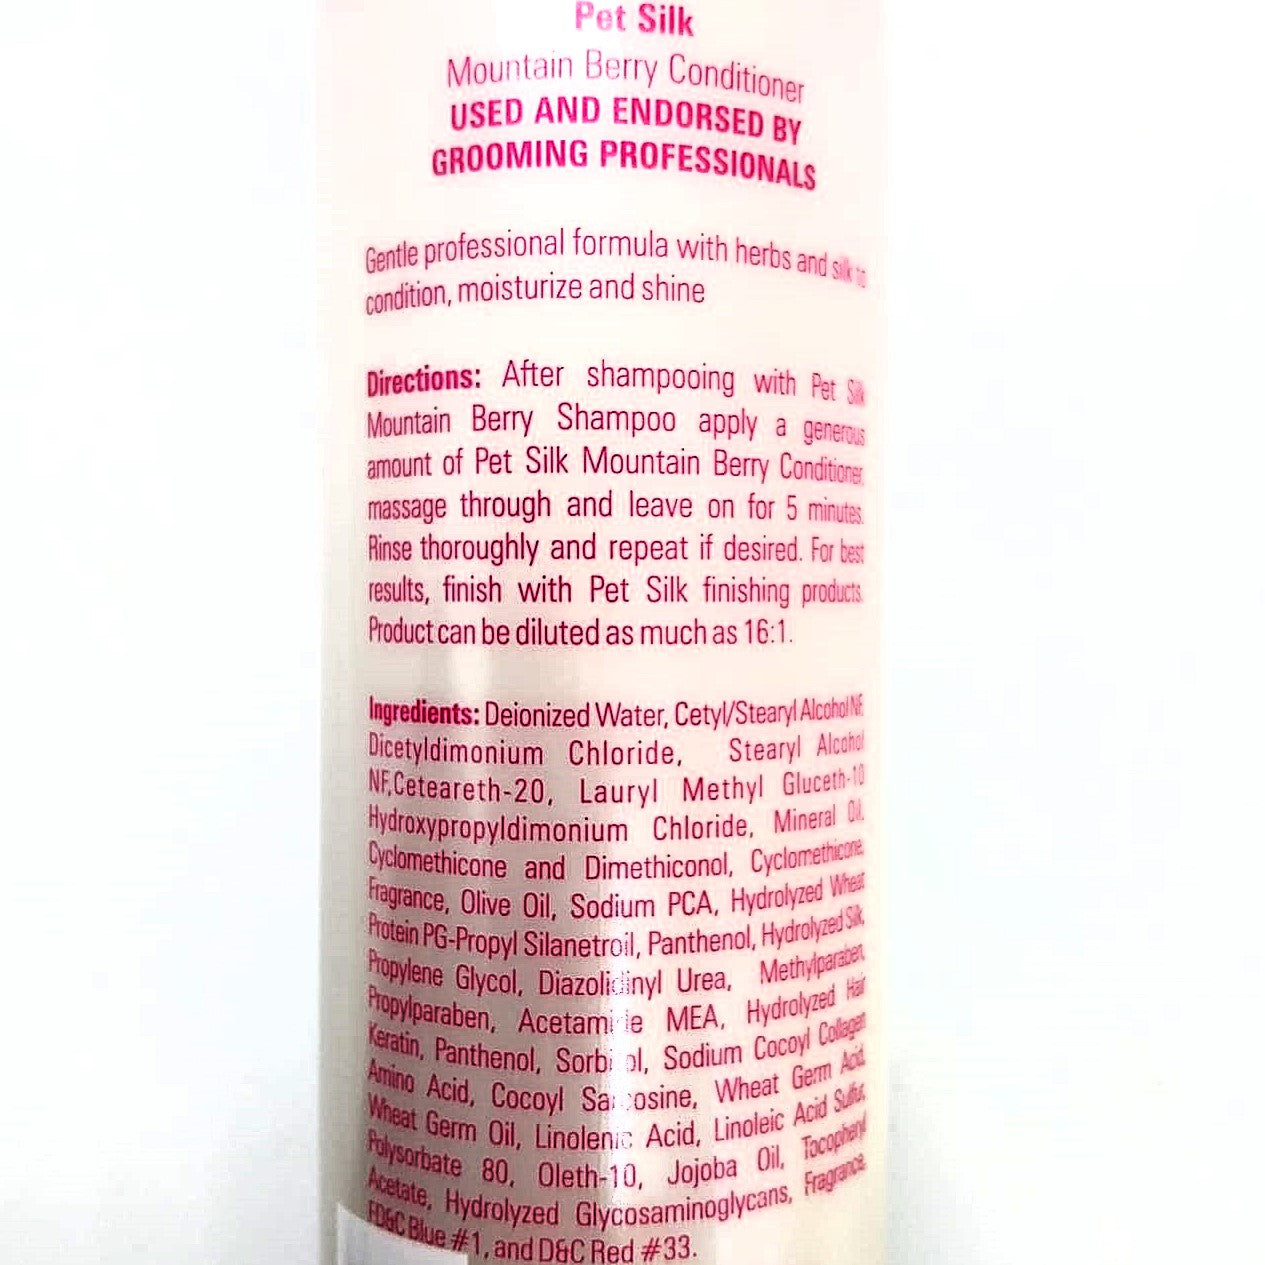 Pet Silk
Mountain Berry Conditioner
USED AND ENDORSED BY
GROOMING PROFESSIONALS
Gentle professional formula with herbs and silk to
condition, moisturize and shine
Directions: After shampooing with Pet Silk
Mountain Berry Shampoo apply a generous
amount of Pet Silk Mountain Berry Conditioner,
massage through and leave on for 5 minutes.
Rinse thoroughly and repeat if desired. For best
results, finish with Pet Silk finishing products.
Product can be diluted as much as 16:1.
Ingredients: Deionized Water, Cetyl/Stearyl Alcohol NF,
Dicetyldimonium Chloride, Stearyl Alcohol
NF,Ceteareth-20, Lauryl Methyl Gluceth-10
Hydroxypropyldimonium Chloride, Mineral Oil,
Cyclomethicone and Dimethiconol, Cyclomethicone,
Fragrance, Olive Oil, Sodium PCA, Hydrolyzed Wheat
Protein PG-Propyl Silanetroil, Panthenol, Hydrolyzed Silk,
Propylene Glycol, Diazolidinyl Urea, Methylparaben,
Propylparaben, Acetamide MEA, Hydrolyzed Hair
Keratin, Panthenol, Sorbitol, Sodium Cocoyl Collagen
Amino Acid, Cocoyl Sarcosine, Wheat Germ Acid,
Wheat Germ Oil, Linolenic Acid, Linoleic Acid Sulfur,
Polysorbate 80, Oleth-10, Jojoba Oil, Tocopheryl
Acetate, Hydrolyzed Glycosaminoglycans, Fragrance,
FD&C Blue #1, and D&C Red #33.